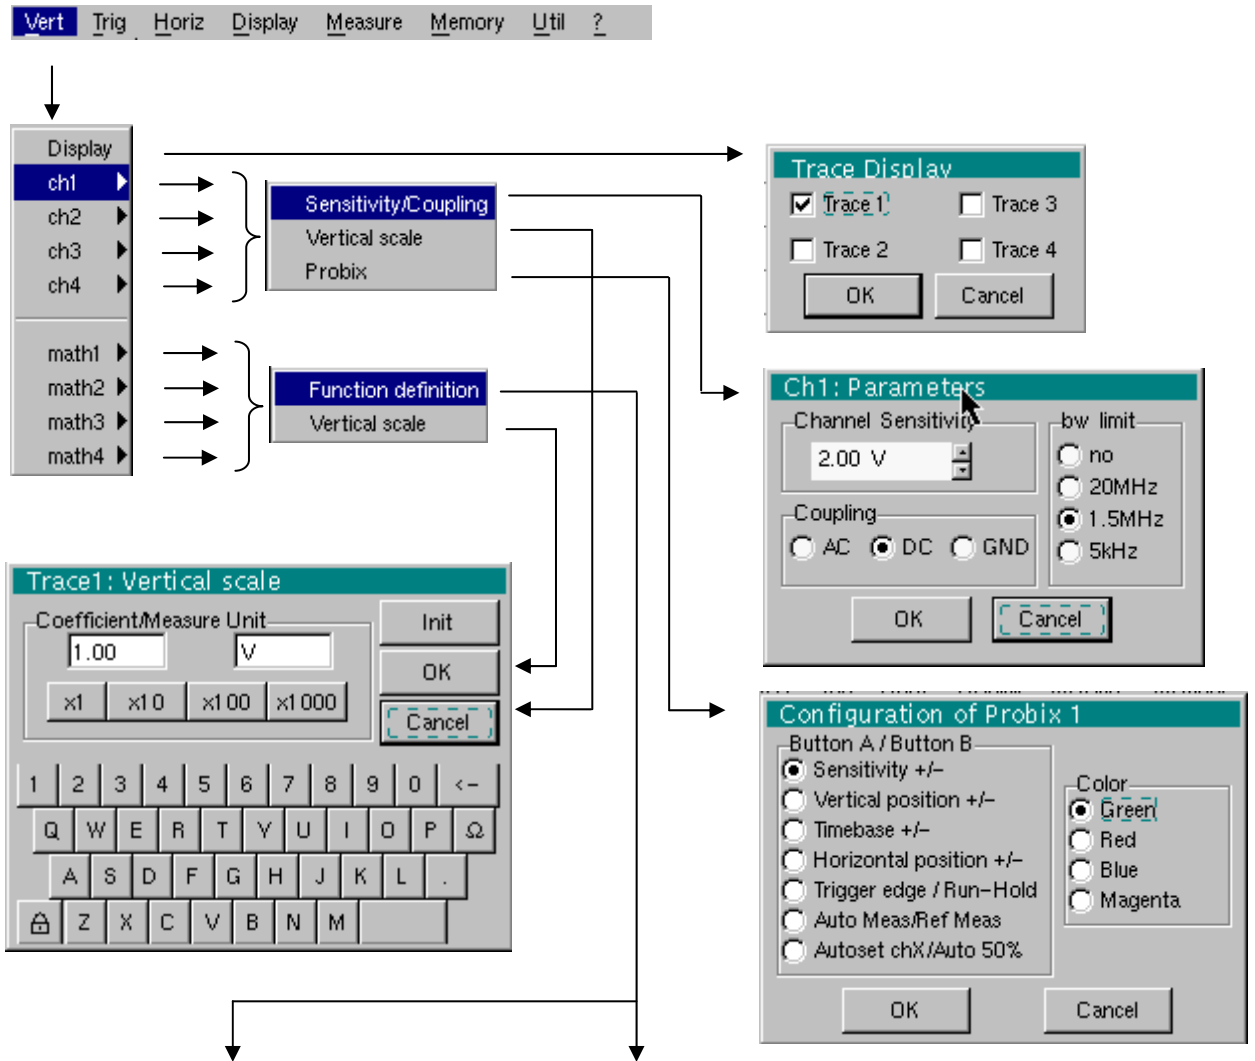 Vert Trig Horiz Display Measure Memory Util ?
Display
ch1
ch2
ch3
ch4
math1
math2
math3
math4
Sensitivity/Coupling
Vertical scale
Probix
Function definition
Vertical scale
Trace Display
Trace 1 Trace 3
Trace 2 Trace 4
OK Cancel
Ch1: Parameters
Channel Sensitivity
2.00 V
Coupling
AC DC GND
bw limit
no
20MHz
1.5MHz
5kHz
OK Cancel
Trace1: Vertical scale
Coefficient/Measure Unit
1.00 V
x1 x10 x100 x1000
Init
OK
Cancel
1 2 3 4 5 6 7 8 9 0 <-
Q W E R T Y U I O P Ω
A S D F G H J K L .
Z X C V B N M
Configuration of Probix 1
Button A / Button B
Sensitivity +/-
Vertical position +/-
Timebase +/-
Horizontal position +/-
Trigger edge / Run-Hold
Auto Meas/Ref Meas
Autoset chX/Auto 50%
Color
Green
Red
Blue
Magenta
OK Cancel